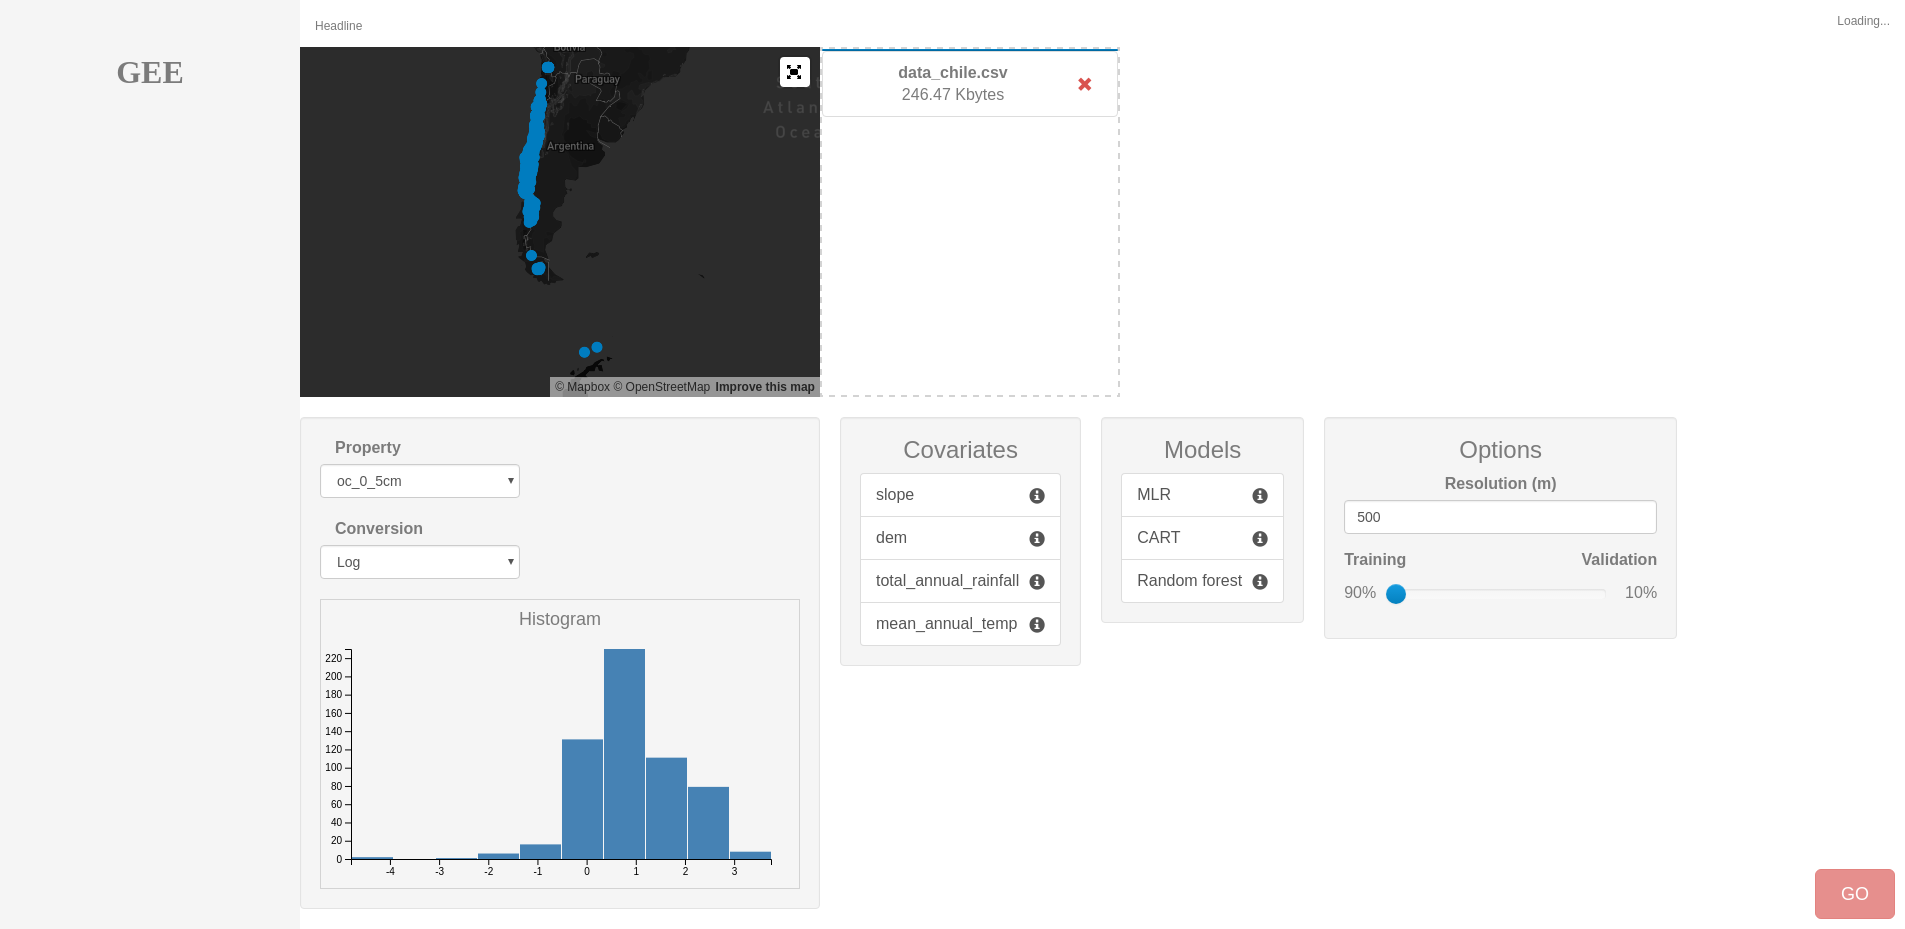 Headline
Loading...
GEE
Bolivia
Paraguay
Argentina
Atlan
Ocea
© Mapbox © OpenStreetMap Improve this map
data_chile.csv
246.47 Kbytes
Property
oc_0_5cm
Conversion
Log
Histogram
220
200
180
160
140
120
100
80
60
40
20
0
-4 -3 -2 -1 0 1 2 3
Covariates
slope
dem
total_annual_rainfall
mean_annual_temp
Models
MLR
CART
Random forest
Options
Resolution (m)
500
Training Validation
90% 10%
GO